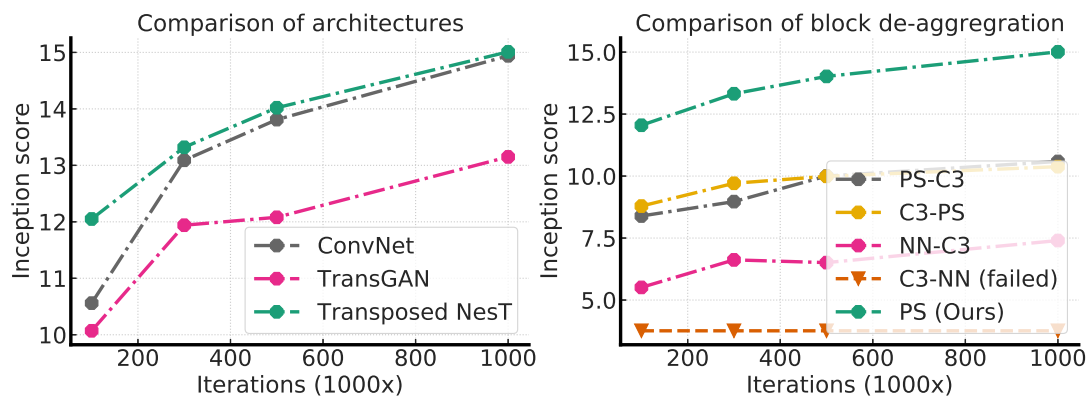 Comparison of architectures
Inception score
15
14
13
12
11
10
ConvNet
TransGAN
Transposed NesT
200 400 600 800 1000
Iterations (1000x)
Comparison of block de-aggregration
Inception score
15.0
12.5
10.0
7.5
5.0
PS-C3
C3-PS
NN-C3
C3-NN (failed)
PS (Ours)
200 400 600 800 1000
Iterations (1000x)